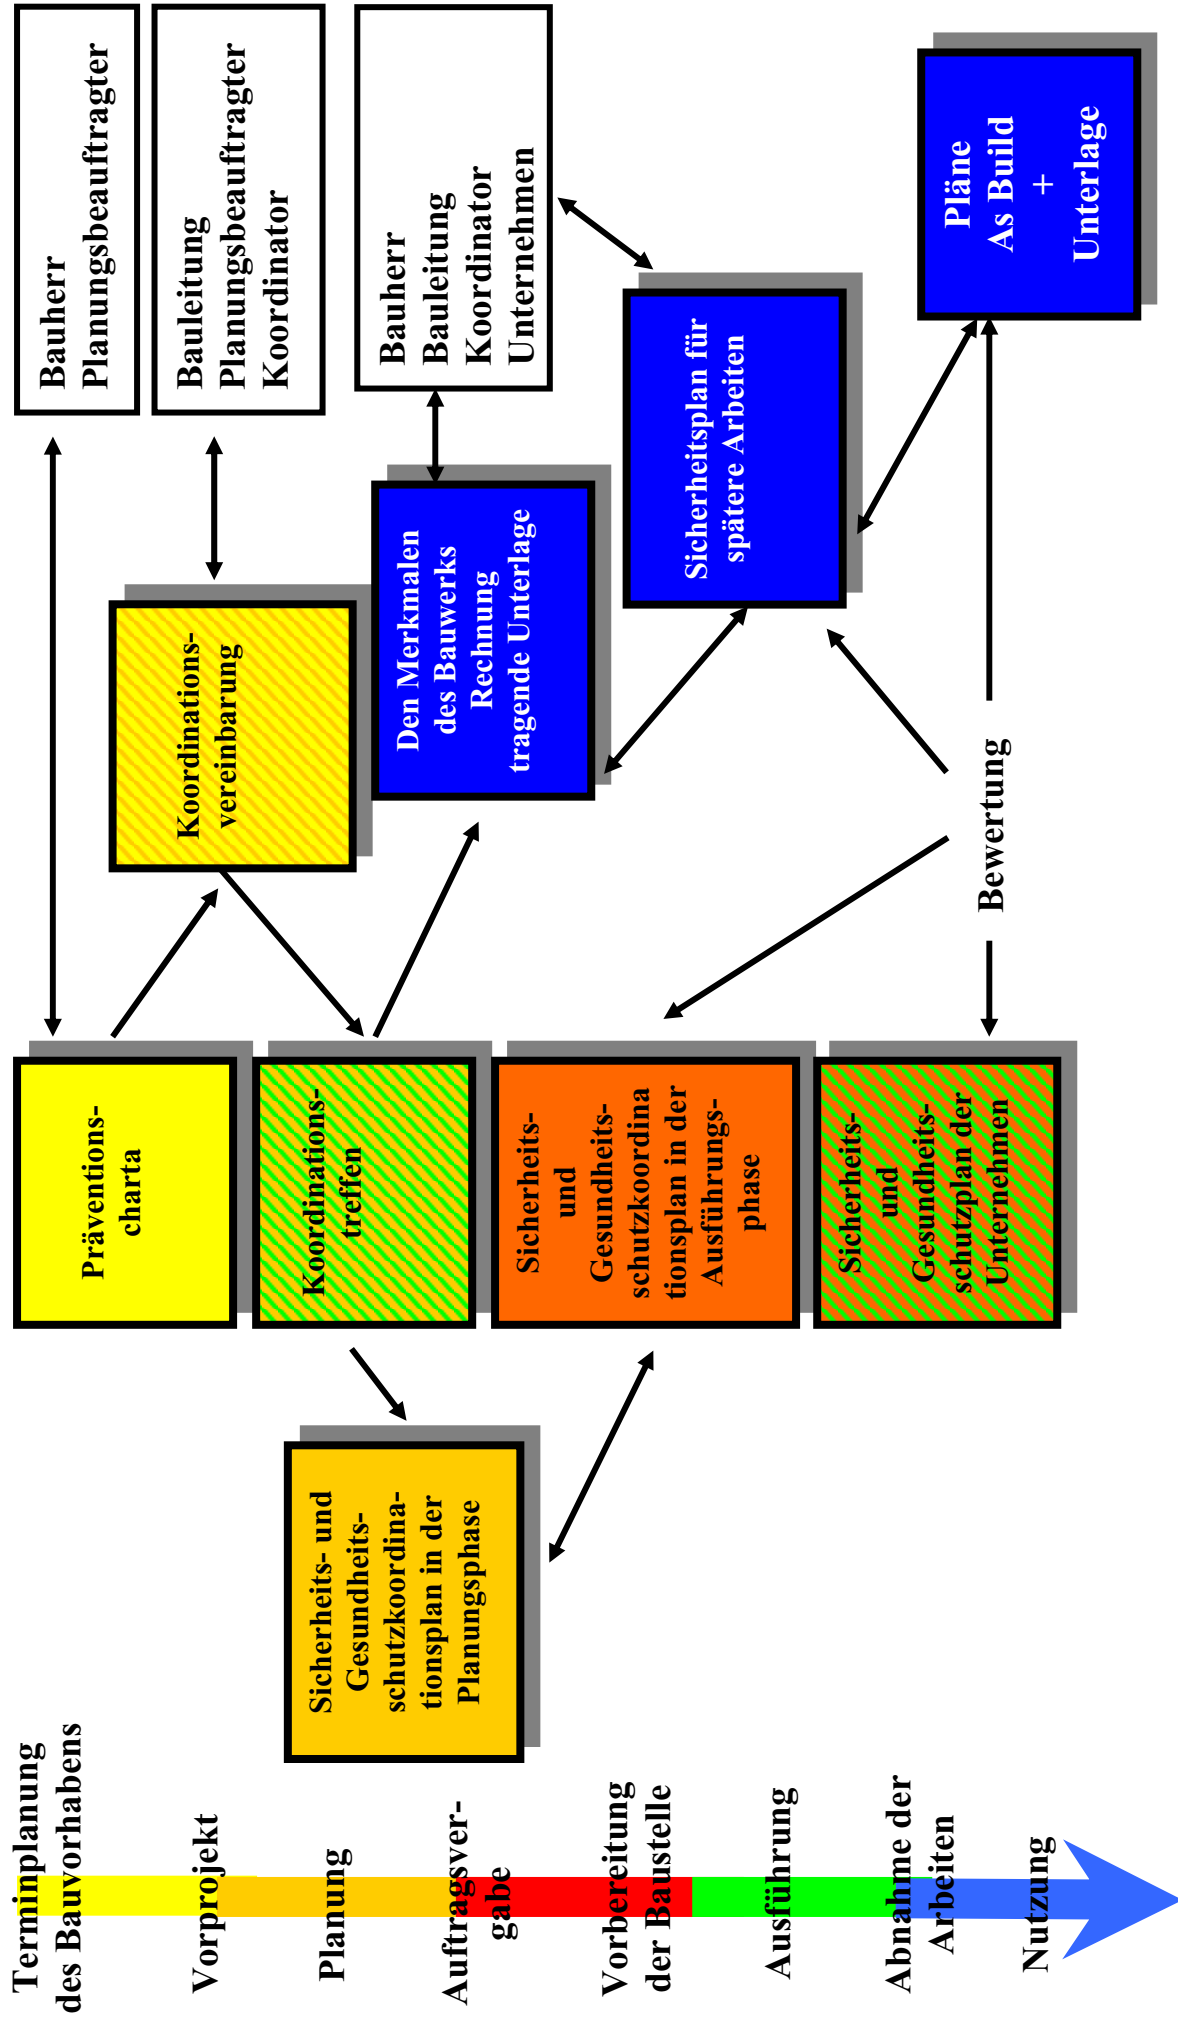 Terminplanung
des Bauvorhabens
Vorprojekt
Planung
Auftragsver-
gabe
Vorbereitung
der Baustelle
Ausführung
Abnahme der
Arbeiten
Nutzung
Sicherheits- und
Gesundheits-
schutzkoordina-
tionsplan in der
Planungsphase
Präventions-
charta
Koordinations-
treffen
Sicherheits-
und
Gesundheits-
schutzkoordina
tionsplan in der
Ausführungs-
phase
Sicherheits-
und
Gesundheits-
schutzplan der
Unternehmen
Koordinations-
vereinbarung
Den Merkmalen
des Bauwerks
Rechnung
tragende Unterlage
Bewertung
Sicherheitsplan für
spätere Arbeiten
Bauherr
Planungsbeauftragter
Bauleitung
Planungsbeauftragter
Koordinator
Bauherr
Bauleitung
Koordinator
Unternehmen
Pläne
As Build
+
Unterlage